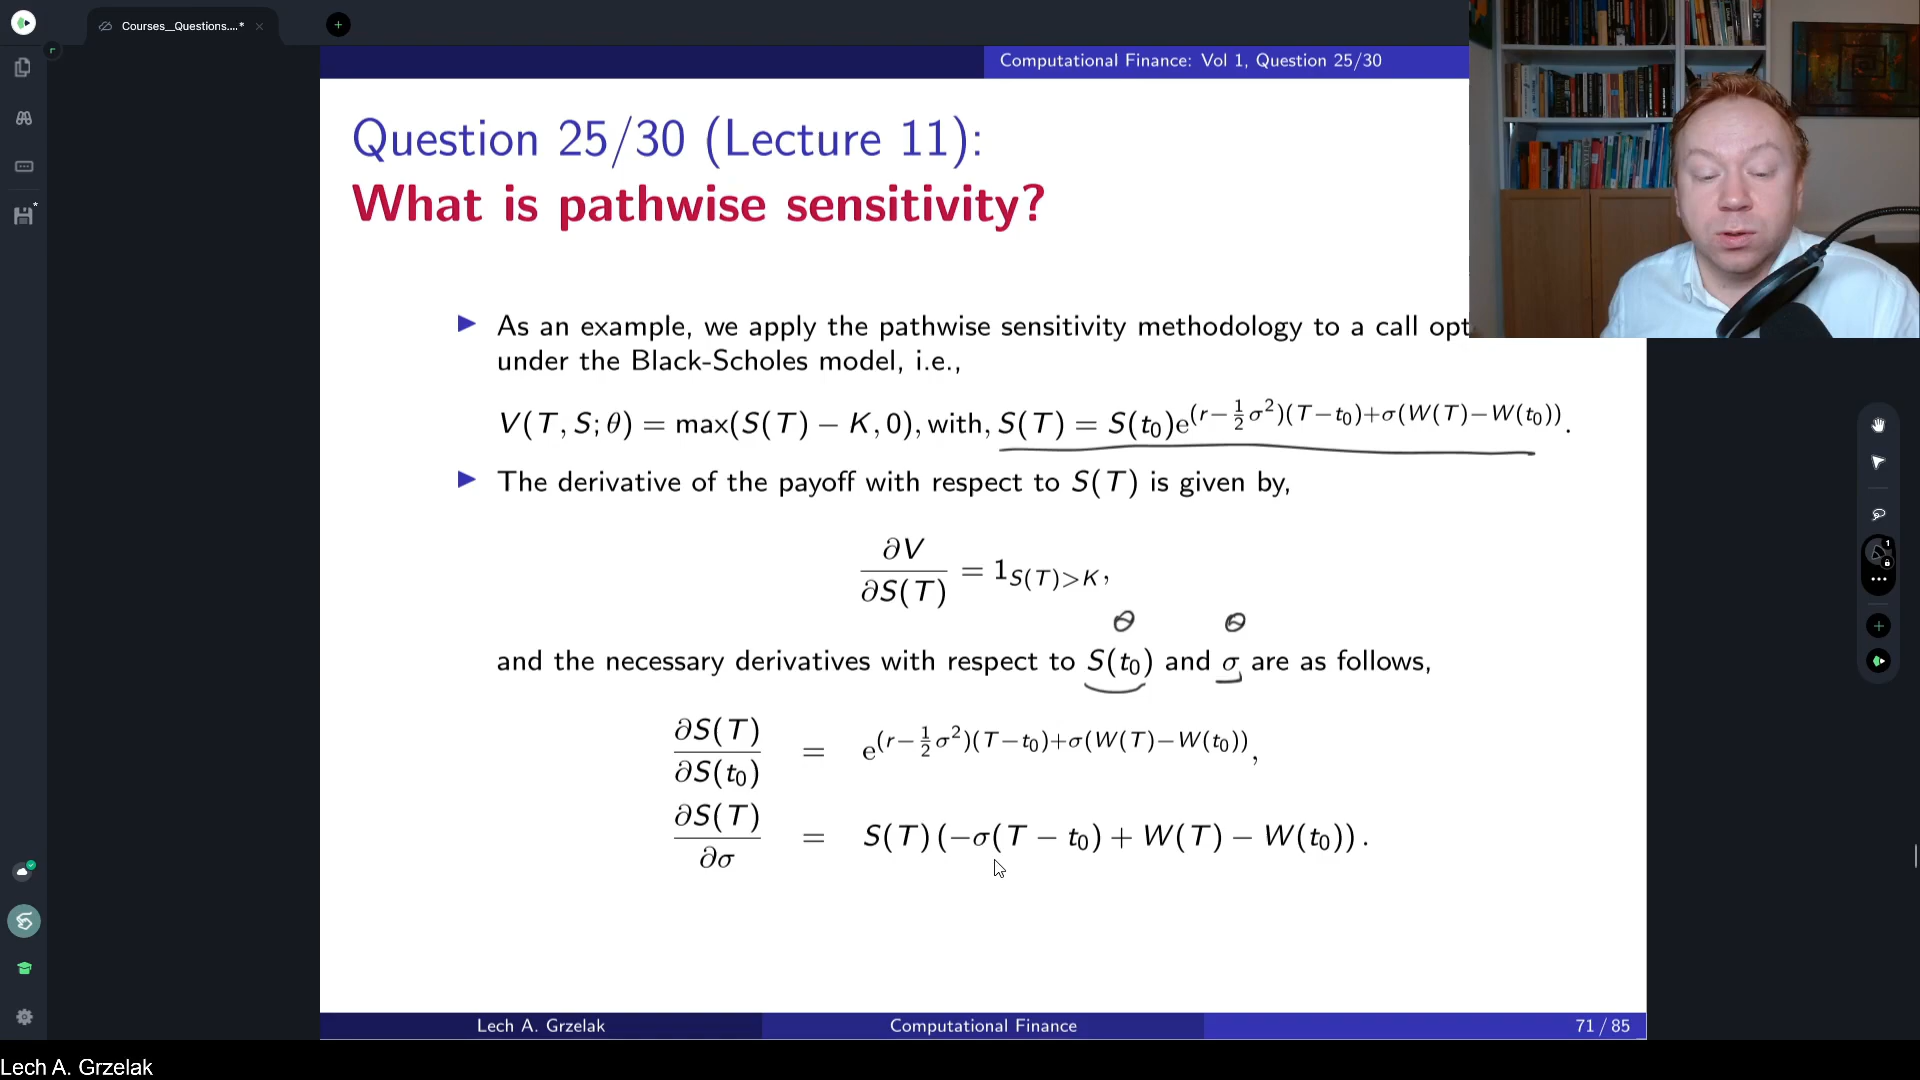 Courses__Questions....*
Computational Finance: Vol 1, Question 25/30
Question 25/30 (Lecture 11):
What is pathwise sensitivity?
As an example, we apply the pathwise sensitivity methodology to a call opt
under the Black-Scholes model, i.e.,
V(T, S; θ) = max(S(T) − K, 0), with, S(T) = S(t₀)e^{(r−½σ²)(T−t₀)+σ(W(T)−W(t₀))}.
The derivative of the payoff with respect to S(T) is given by,
∂V/∂S(T) = 1_{S(T)>K},
θ θ
and the necessary derivatives with respect to S(t₀) and σ are as follows,
∂S(T)/∂S(t₀) = e^{(r−½σ²)(T−t₀)+σ(W(T)−W(t₀))},
∂S(T)/∂σ = S(T)(−σ(T − t₀) + W(T) − W(t₀)).
Lech A. Grzelak Computational Finance 71 / 85
Lech A. Grzelak